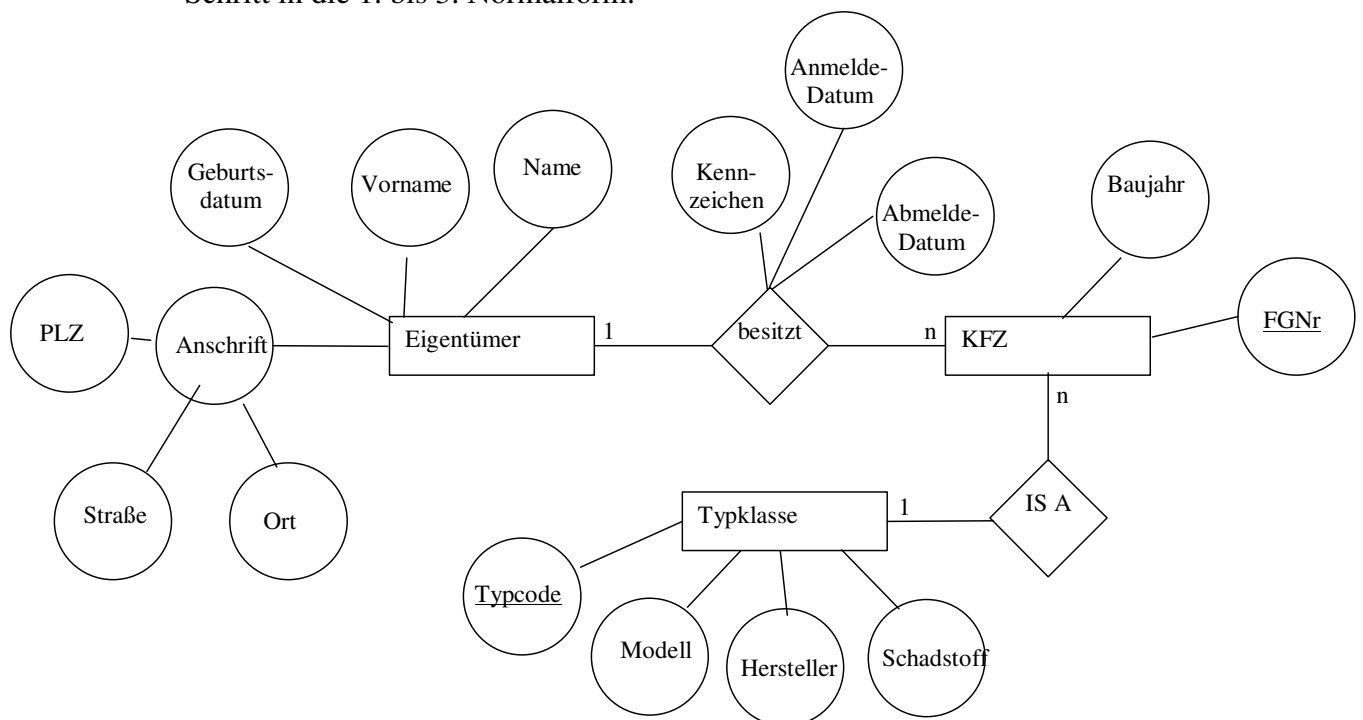 Schritt in die 1. bis 3. Normalform.
Anmelde-
Datum
Geburts-
datum
Vorname
Name
Kenn-
zeichen
Abmelde-
Datum
Baujahr
PLZ
Anschrift
Eigentümer
1
besitzt
n
KFZ
FGNr
n
Straße
Ort
Typklasse
1
IS A
Typcode
Modell
Hersteller
Schadstoff